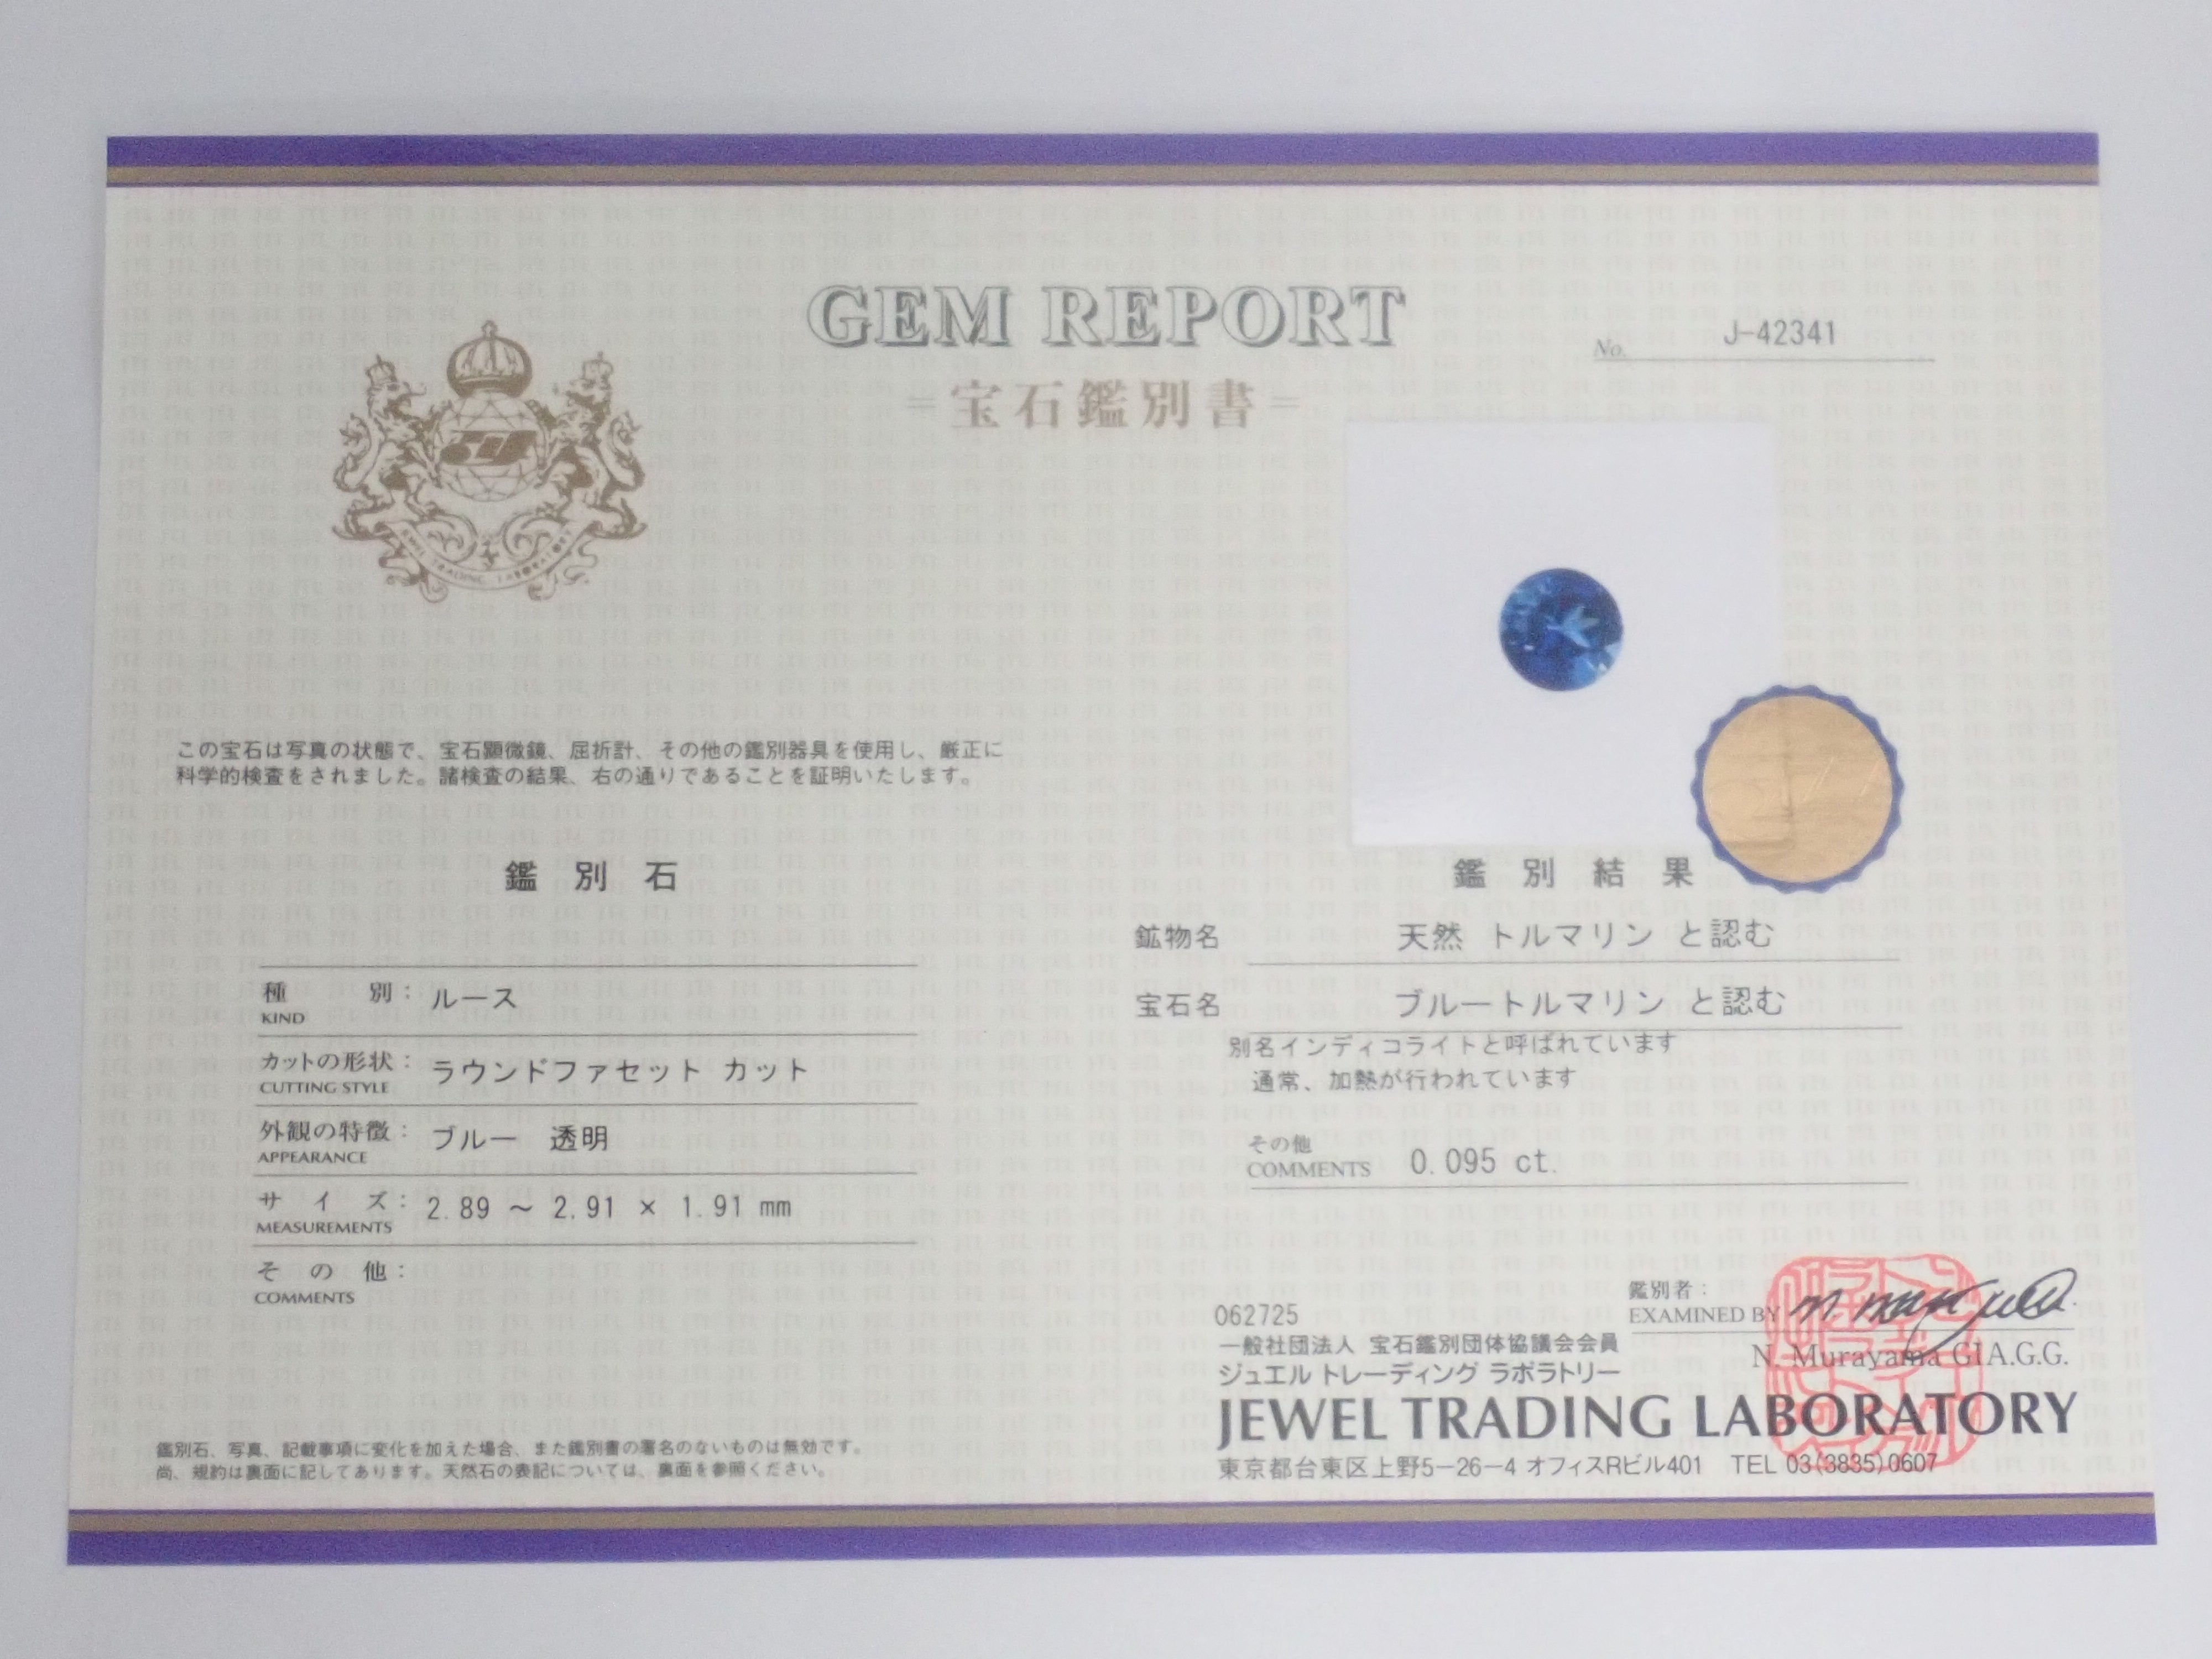 GEM REPORT
No. J-42341
=宝石鑑別書=
JEWEL TRADING LABORATORY
この宝石は写真の状態で、宝石顕微鏡、屈折計、その他の鑑別器具を使用し、厳正に
科学的検査をされました。諸検査の結果、右の通りであることを証明いたします。
鑑別石
種別: ルース
KIND
カットの形状: ラウンドファセット カット
CUTTING STYLE
外観の特徴: ブルー 透明
APPEARANCE
サイズ: 2.89 ～ 2.91 × 1.91 mm
MEASUREMENTS
その他:
COMMENTS
鑑別石、写真、記載事項に変化を加えた場合、また鑑別書の署名のないものは無効です。
尚、規約は裏面に記してあります。天然石の表記については、裏面を参照ください。
鑑別結果
鉱物名 天然 トルマリン と認む
宝石名 ブルートルマリン と認む
別名インディコライトと呼ばれています
通常、加熱が行われています
その他
COMMENTS 0.095 ct.
鑑別者:
EXAMINED BY
N. Murayama GIA.G.G.
062725
一般社団法人 宝石鑑別団体協議会会員
ジュエル トレーディング ラボラトリー
JEWEL TRADING LABORATORY
東京都台東区上野5－26－4 オフィスRビル401 TEL 03(3835)0607